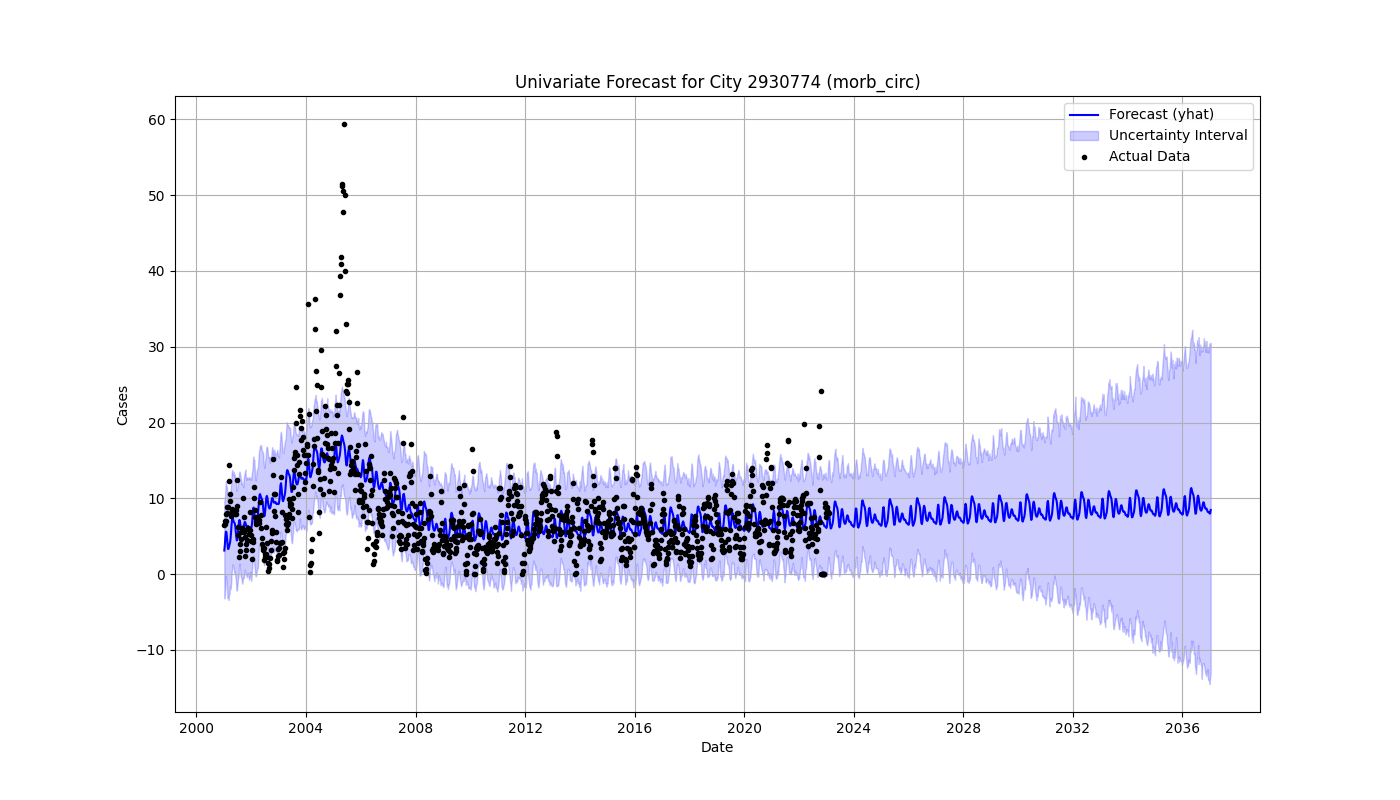 Univariate Forecast for City 2930774 (morb_circ)
Forecast (yhat)
Uncertainty Interval
Actual Data
Cases
60
50
40
30
20
10
0
−10
2000 2004 2008 2012 2016 2020 2024 2028 2032 2036
Date